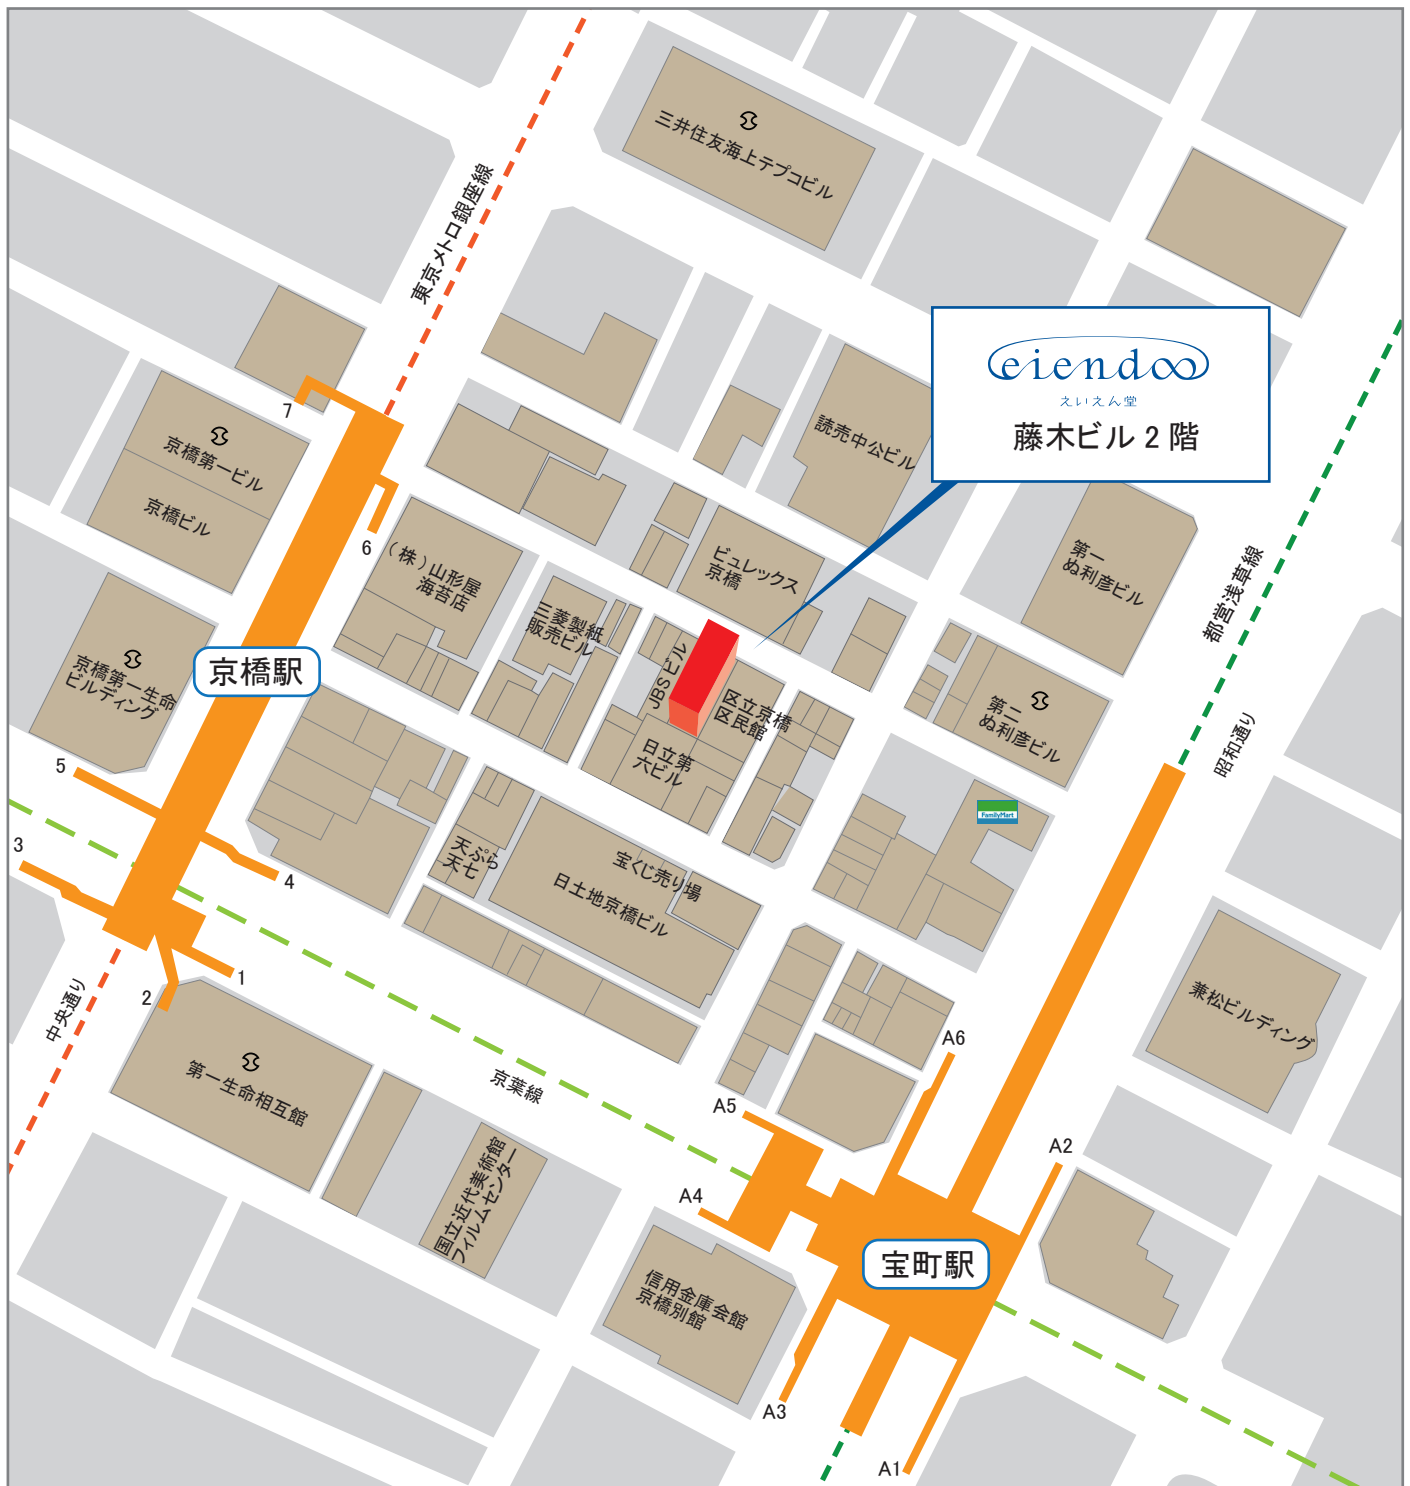 三井住友海上テプコビル
東京メトロ銀座線
eiendoo
えいえん堂
藤木ビル 2 階
7
京橋第一ビル
京橋ビル
6
読売中公ビル
(株)山形屋
海苔店
ビュレックス
京橋
第一
ぬ利彦ビル
都営浅草線
三菱製紙
販売ビル
京橋駅
京橋第一生命
ビルディング
JBSビル
区立京橋
区民館
第二
ぬ利彦ビル
昭和通り
日立第
六ビル
5
FamilyMart
3
4
天ぷら
天七
宝くじ売り場
日土地京橋ビル
1
2
中央通り
兼松ビルディング
第一生命相互館
京葉線
A6
A5
A2
国立近代美術館
フィルムセンター
A4
宝町駅
信用金庫会館
京橋別館
A3
A1